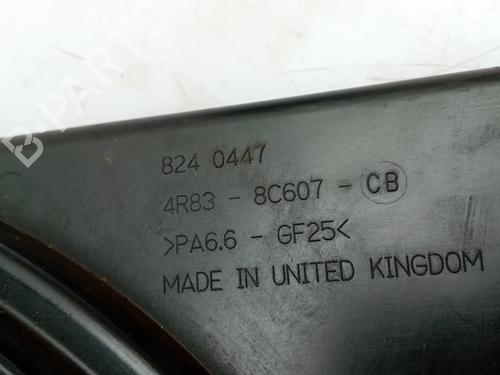 B-PARTS
824 0447
4R83 - 8C607 - CB
>PA6.6 - GF25<
MADE IN UNITED KINGDOM